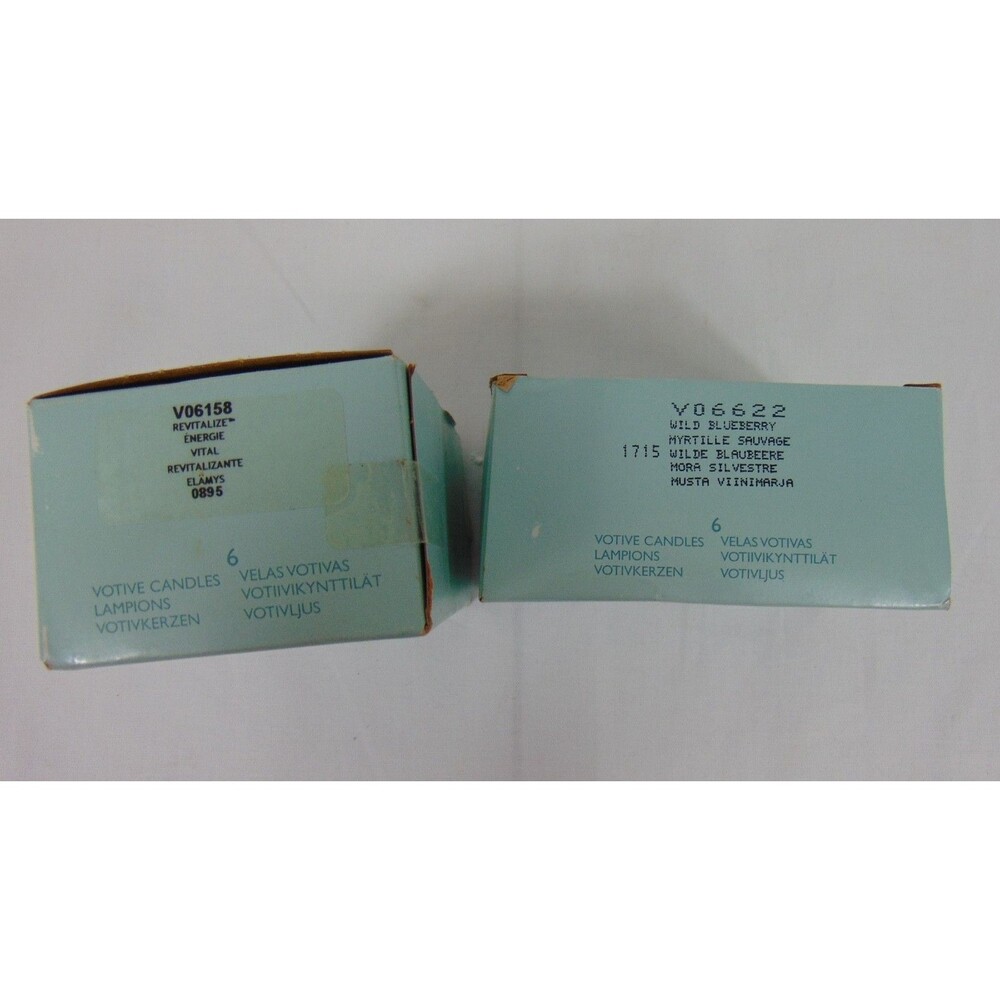 V06158
REVITALIZE™
ÉNERGIE
VITAL
REVITALIZANTE
ELÄMYS
0895
6
VOTIVE CANDLES
LAMPIONS
VOTIVKERZEN
VELAS VOTIVAS
VOTIIVIKYNTTILÄT
VOTIVLJUS
V06622
WILD BLUEBERRY
MYRTILLE SAUVAGE
1715 WILDE BLAUBEERE
MORA SILVESTRE
MUSTA VIINIMARJA
6
VOTIVE CANDLES
LAMPIONS
VOTIVKERZEN
VELAS VOTIVAS
VOTIIVIKYNTTILÄT
VOTIVLJUS